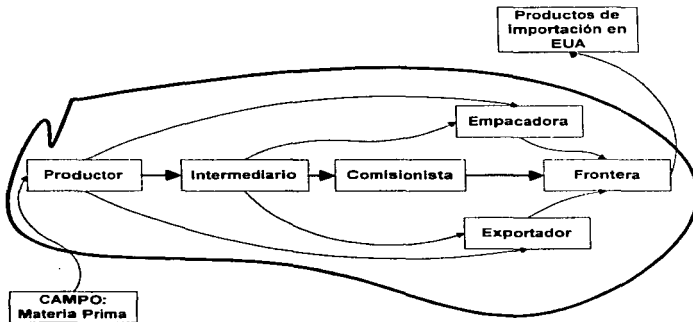 Productos de
Importación en
EUA
Empacadora
Productor
Intermediario
Comisionista
Frontera
Exportador
CAMPO:
Materia Prima